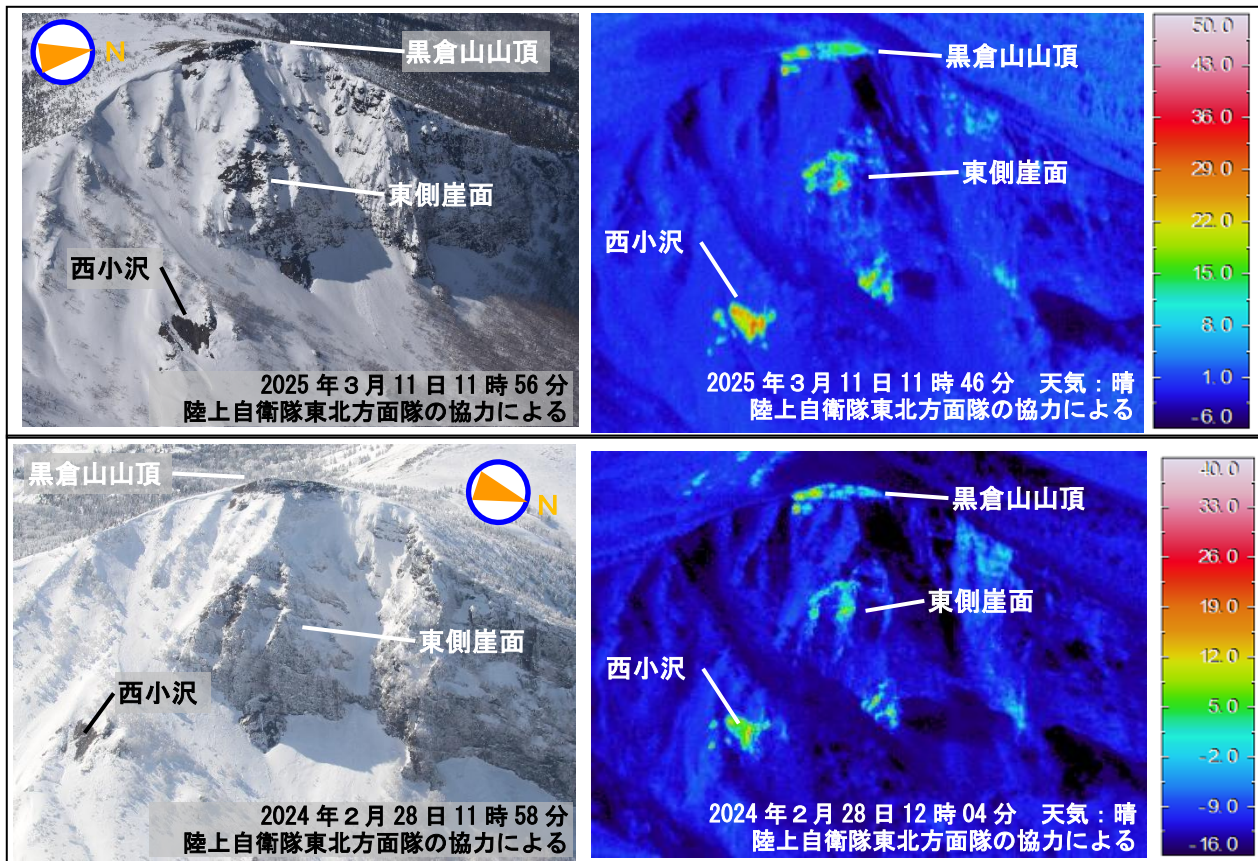 N
黒倉山山頂
東側崖面
西小沢
2025年3月11日11時56分
陸上自衛隊東北方面隊の協力による
黒倉山山頂
東側崖面
西小沢
2025年3月11日11時46分 天気：晴
陸上自衛隊東北方面隊の協力による
50.0
43.0
36.0
29.0
22.0
15.0
8.0
1.0
-6.0
黒倉山山頂
N
東側崖面
西小沢
2024年2月28日11時58分
陸上自衛隊東北方面隊の協力による
黒倉山山頂
東側崖面
西小沢
2024年2月28日12時04分 天気：晴
陸上自衛隊東北方面隊の協力による
40.0
33.0
26.0
19.0
12.0
5.0
-2.0
-9.0
-16.0